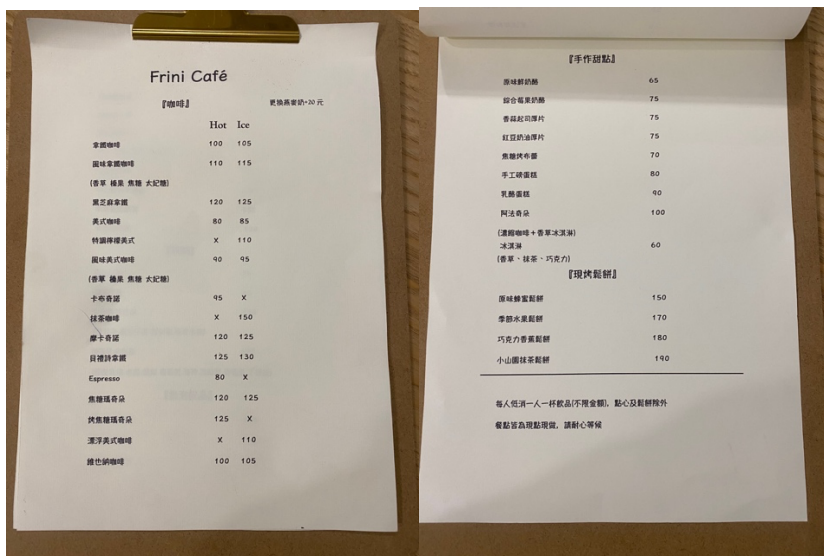 Frini Café
『咖啡』 更換燕麥奶+20元
Hot Ice
拿鐵咖啡 100 105
風味拿鐵咖啡 110 115
(香草 榛果 焦糖 太妃糖)
黑芝麻拿鐵 120 125
美式咖啡 80 85
特調檸檬美式 X 110
風味美式咖啡 90 95
(香草 榛果 焦糖 太妃糖)
卡布奇諾 95 X
抹茶咖啡 X 150
摩卡奇諾 120 125
貝禮詩拿鐵 125 130
Espresso 80 X
焦糖瑪奇朵 120 125
烤焦糖瑪奇朵 125 X
漂浮美式咖啡 X 110
維也納咖啡 100 105
『手作甜點』
原味鮮奶酪 65
綜合莓果奶酪 75
香蒜起司厚片 75
紅豆奶油厚片 75
焦糖烤布蕾 70
手工磅蛋糕 80
乳酪蛋糕 90
阿法奇朵 100
(濃縮咖啡+香草冰淇淋)
冰淇淋 60
(香草、抹茶、巧克力)
『現烤鬆餅』
原味蜂蜜鬆餅 150
季節水果鬆餅 170
巧克力香蕉鬆餅 180
小山園抹茶鬆餅 190
每人低消一人一杯飲品(不限金額)，點心及鬆餅除外
餐點皆為現點現做，請耐心等候